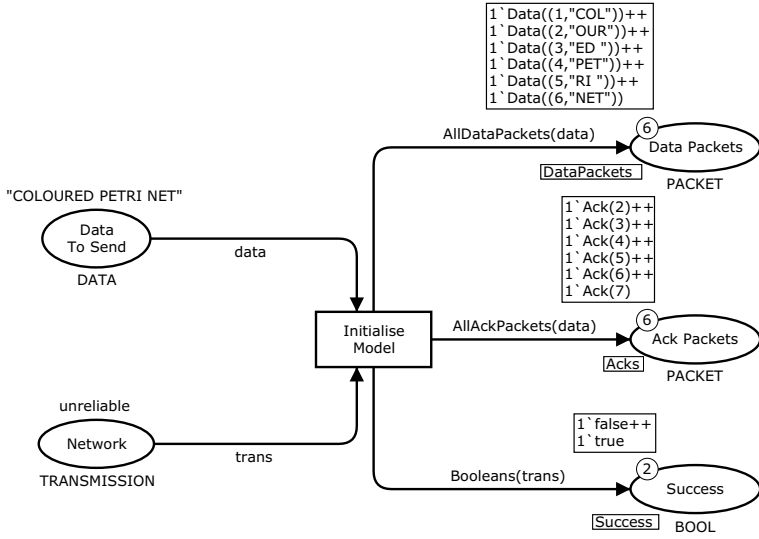 1`Data((1,"COL"))++
1`Data((2,"OUR"))++
1`Data((3,"ED "))++
1`Data((4,"PET"))++
1`Data((5,"RI "))++
1`Data((6,"NET"))
AllDataPackets(data)
6
Data Packets
DataPackets
PACKET
"COLOURED PETRI NET"
Data
To Send
DATA
data
1`Ack(2)++
1`Ack(3)++
1`Ack(4)++
1`Ack(5)++
1`Ack(6)++
1`Ack(7)
Initialise
Model
AllAckPackets(data)
6
Ack Packets
Acks
PACKET
unreliable
Network
TRANSMISSION
trans
1`false++
1`true
Booleans(trans)
2
Success
Success
BOOL